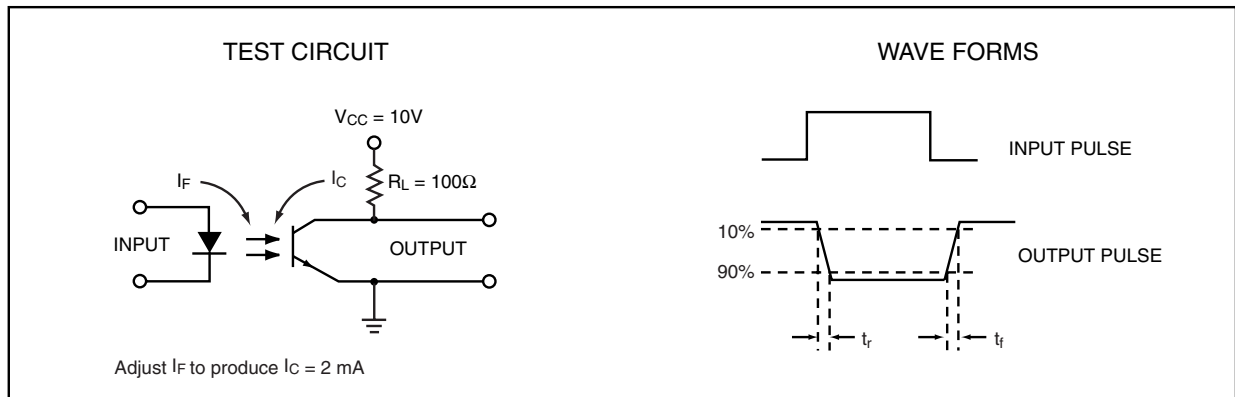 TEST CIRCUIT
WAVE FORMS
VCC = 10V
IF
IC
RL = 100Ω
INPUT
OUTPUT
Adjust IF to produce IC = 2 mA
INPUT PULSE
10%
90%
OUTPUT PULSE
tr
tf